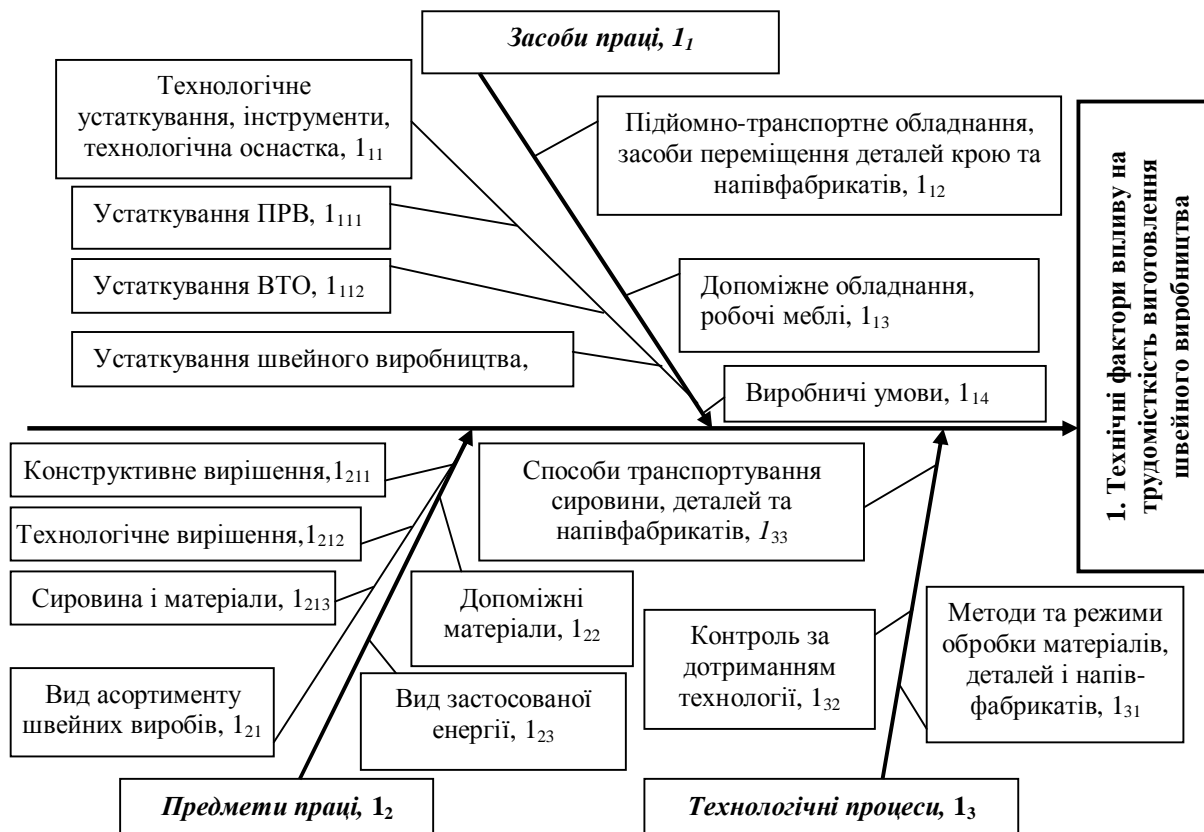 Засоби праці, 1₁
Технологічне
устаткування, інструменти,
технологічна оснастка, 1₁₁
Підйомно-транспортне обладнання,
засоби переміщення деталей крою та
напівфабрикатів, 1₁₂
Устаткування ПРВ, 1₁₁₁
Устаткування ВТО, 1₁₁₂
Допоміжне обладнання,
робочі меблі, 1₁₃
Устаткування швейного виробництва,
Виробничі умови, 1₁₄
1. Технічні фактори впливу на
трудомісткість виготовлення
швейного виробництва
Конструктивне вирішення,1₂₁₁
Технологічне вирішення,1₂₁₂
Сировина і матеріали, 1₂₁₃
Вид асортименту
швейних виробів, 1₂₁
Допоміжні
матеріали, 1₂₂
Вид застосованої
енергії, 1₂₃
Способи транспортування
сировини, деталей та
напівфабрикатів, 1₃₃
Контроль за
дотриманням
технології, 1₃₂
Методи та режими
обробки матеріалів,
деталей і напів-
фабрикатів, 1₃₁
Предмети праці, 1₂
Технологічні процеси, 1₃